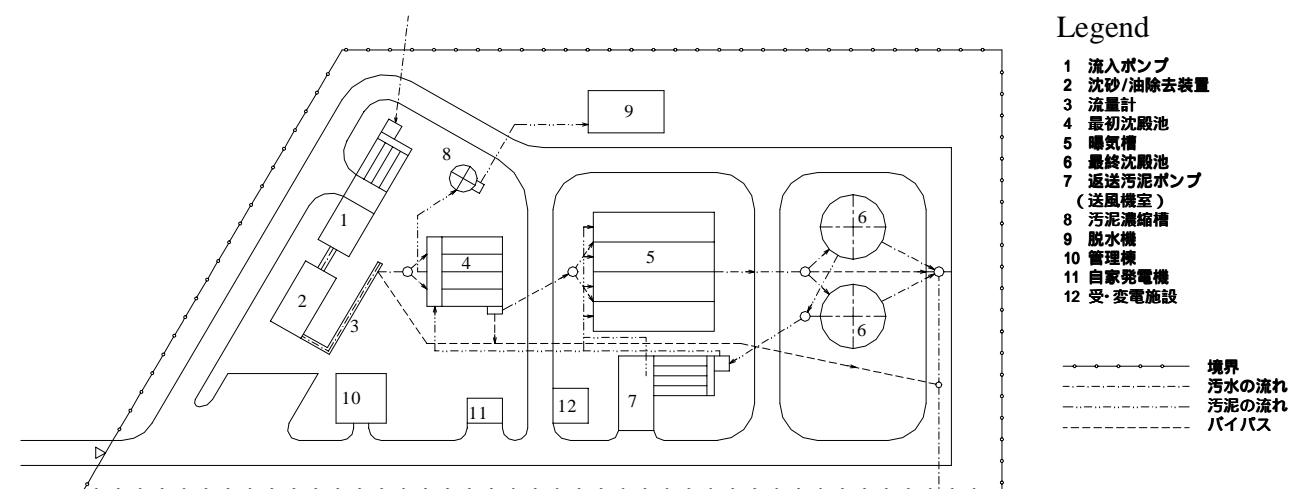 Legend
1 流入ポンプ
2 沈砂/油除去装置
3 流量計
4 最初沈殿池
5 曝気槽
6 最終沈殿池
7 返送汚泥ポンプ
(送風機室)
8 汚泥濃縮槽
9 脱水機
10 管理棟
11 自家発電機
12 受・変電施設
境界
汚水の流れ
汚泥の流れ
バイパス
9
8
1
6
4
5
2
3
6
10
11
12
7